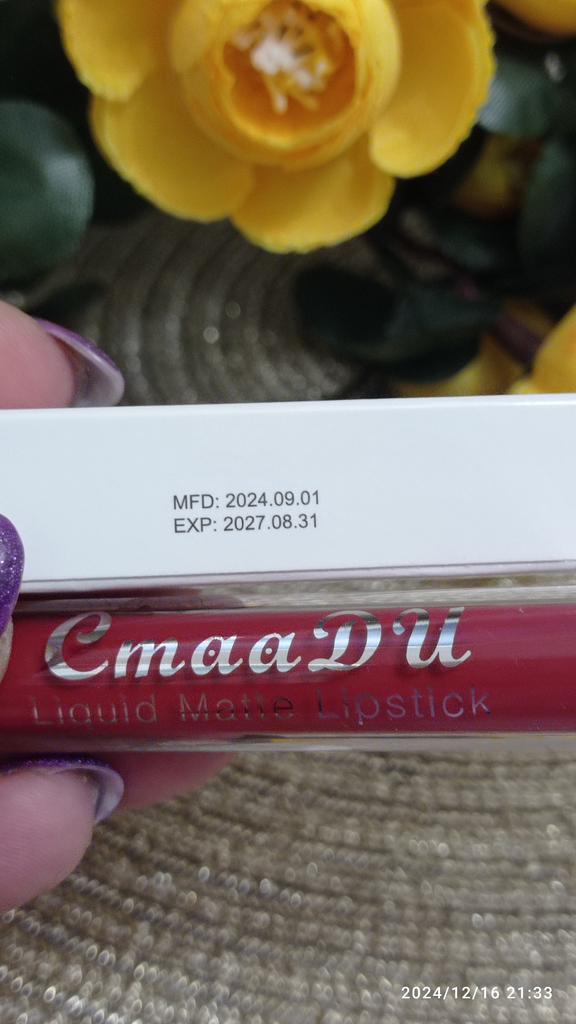 MFD: 2024.09.01
EXP: 2027.08.31
CmaaDU
Liquid Matte Lipstick
2024/12/16 21:33